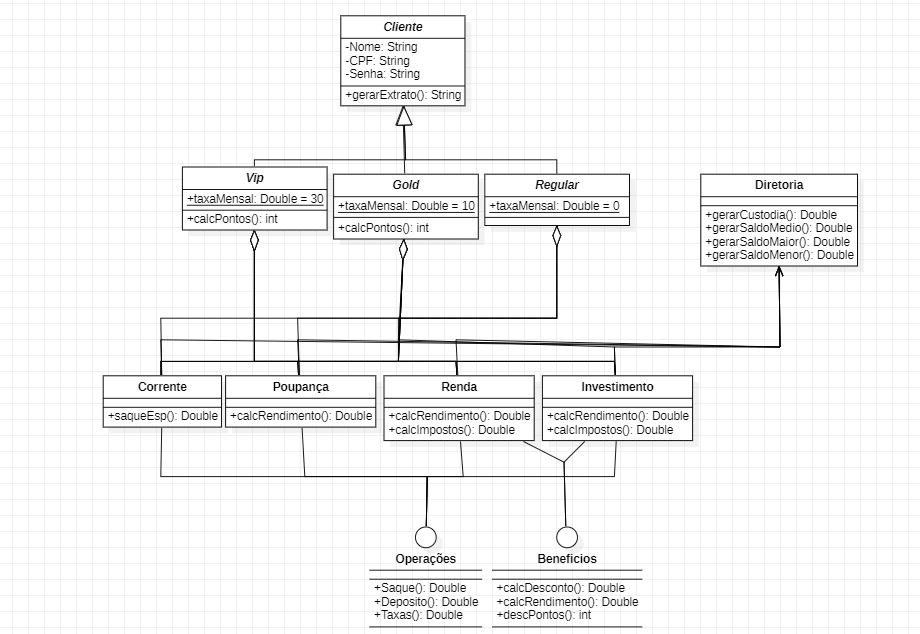 Cliente
-Nome: String
-CPF: String
-Senha: String
+gerarExtrato(): String
Vip
+taxaMensal: Double = 30
+calcPontos(): int
Gold
+taxaMensal: Double = 10
+calcPontos(): int
Regular
+taxaMensal: Double = 0
Diretoria
+gerarCustodia(): Double
+gerarSaldoMedio(): Double
+gerarSaldoMaior(): Double
+gerarSaldoMenor(): Double
Corrente
+saqueEsp(): Double
Poupança
+calcRendimento(): Double
Renda
+calcRendimento(): Double
+calcImpostos(): Double
Investimento
+calcRendimento(): Double
+calcImpostos(): Double
Operações
+Saque(): Double
+Deposito(): Double
+Taxas(): Double
Beneficios
+calcDesconto(): Double
+calcRendimento(): Double
+descPontos(): int